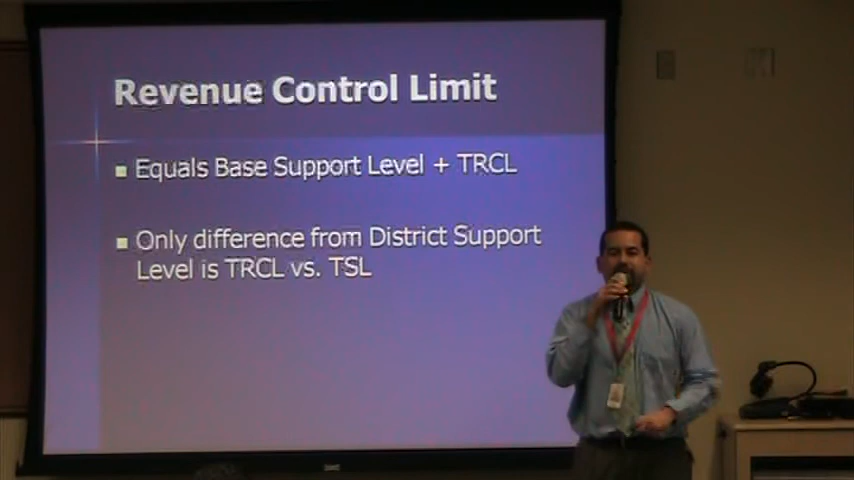 Revenue Control Limit
Equals Base Support Level + TRCL
Only difference from District Support
Level is TRCL vs. TSL